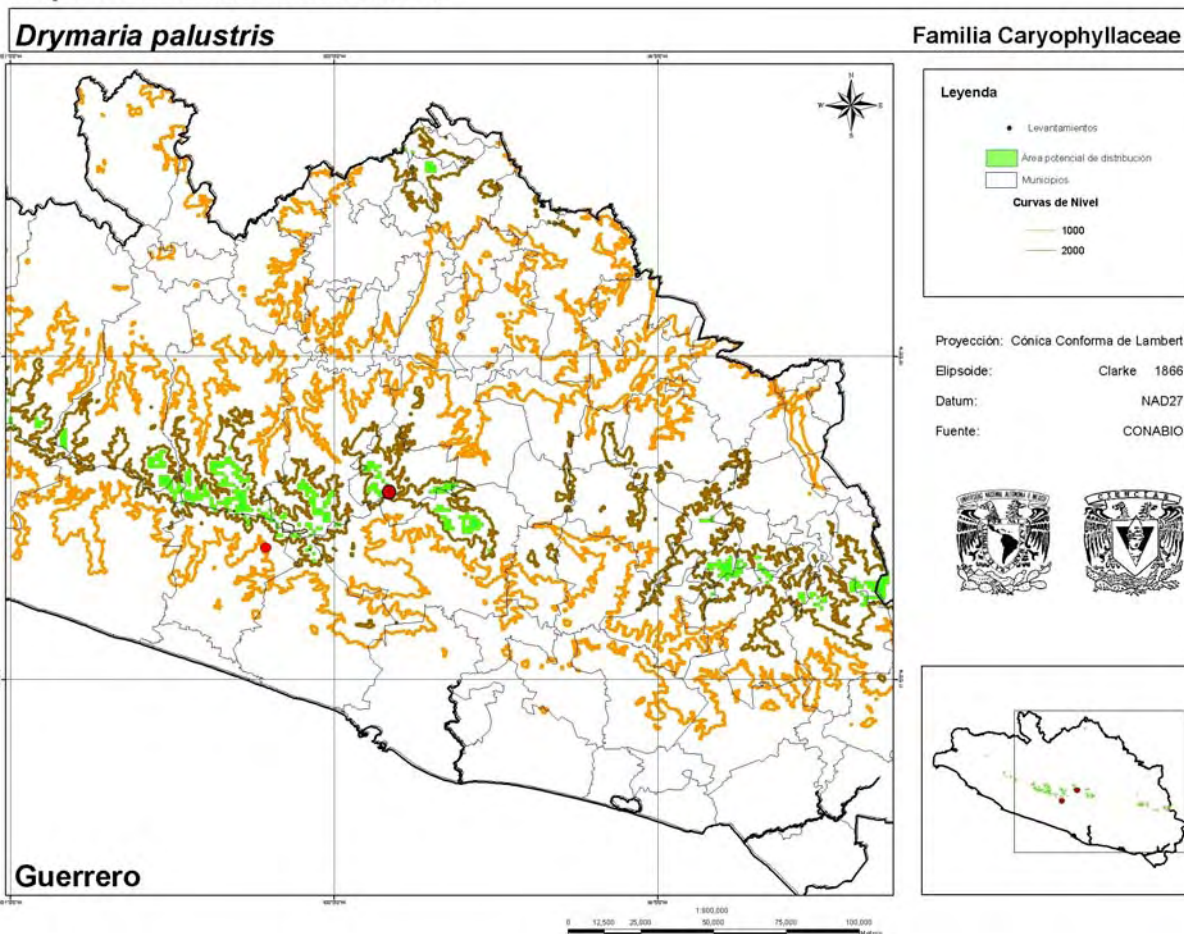 Drymaria palustris
Familia Caryophyllaceae
N
W E
S
Leyenda
Levantamientos
Área potencial de distribución
Municipios
Curvas de Nivel
1000
2000
Proyección: Cónica Conforma de Lambert
Elipsoide: Clarke 1866
Datum: NAD27
Fuente: CONABIO
CIENCIAS
Guerrero
1:900,000
0 12,500 25,000 50,000 75,000 100,000
Meters